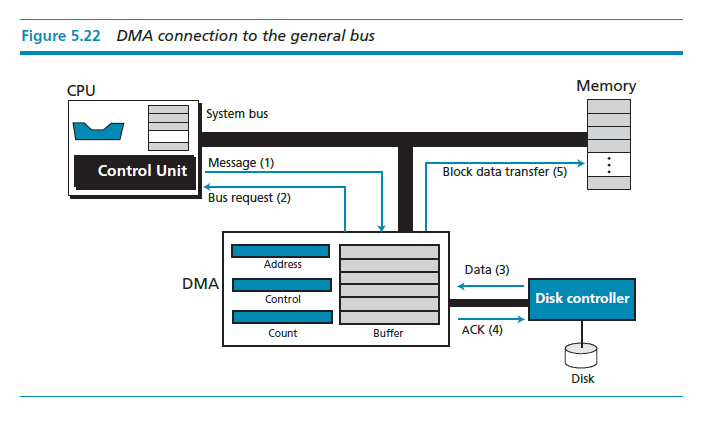 Figure 5.22 DMA connection to the general bus
CPU
Memory
System bus
Control Unit
Message (1)
Block data transfer (5)
Bus request (2)
DMA
Address
Control
Count
Buffer
Data (3)
Disk controller
ACK (4)
Disk